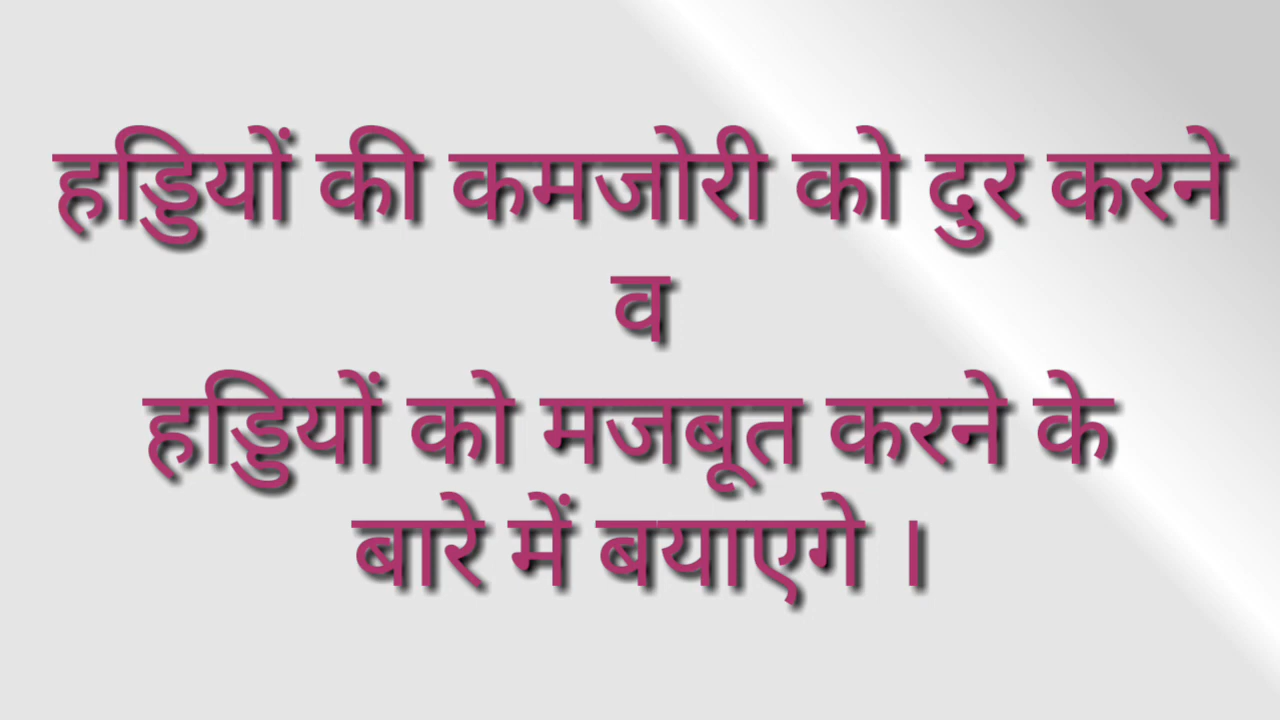 हड्डियों की कमजोरी को दुर करने
व
हड्डियों को मजबूत करने के
बारे में बयाएगे ।